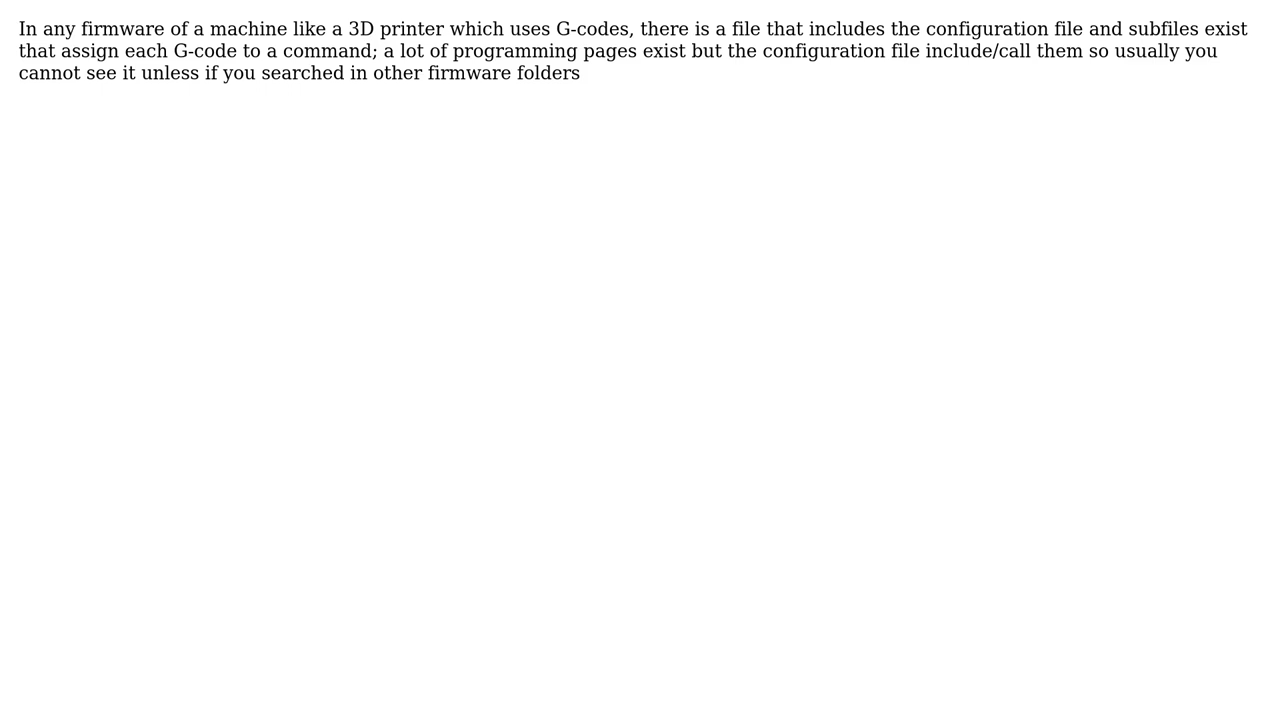 In any firmware of a machine like a 3D printer which uses G-codes, there is a file that includes the configuration file and subfiles exist
that assign each G-code to a command; a lot of programming pages exist but the configuration file include/call them so usually you
cannot see it unless if you searched in other firmware folders